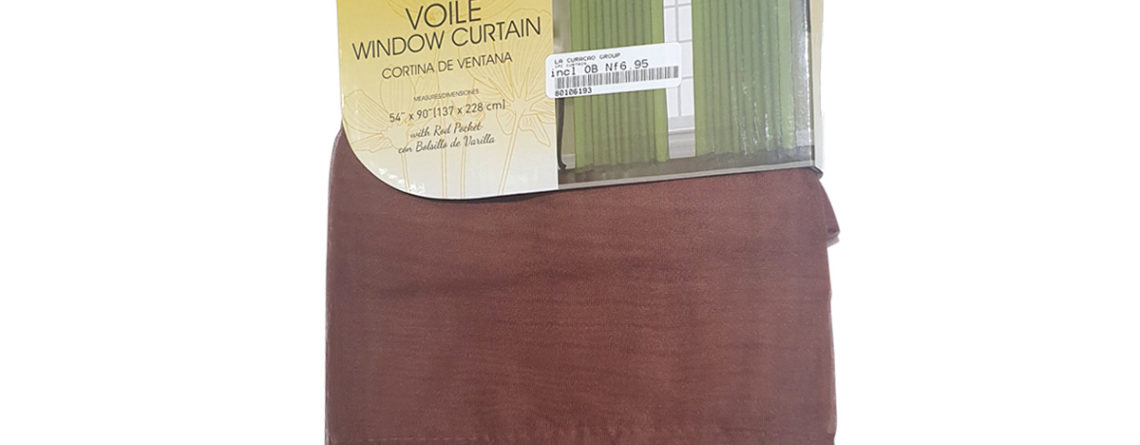 VOILE
WINDOW CURTAIN
CORTINA DE VENTANA
MEASURES/DIMENSIONES
54" x 90" (137 x 228 cm)
with Rod Pocket
con Bolsillo de Varilla
LA CURACAO GROUP
incl OB Nf6.95
80106193